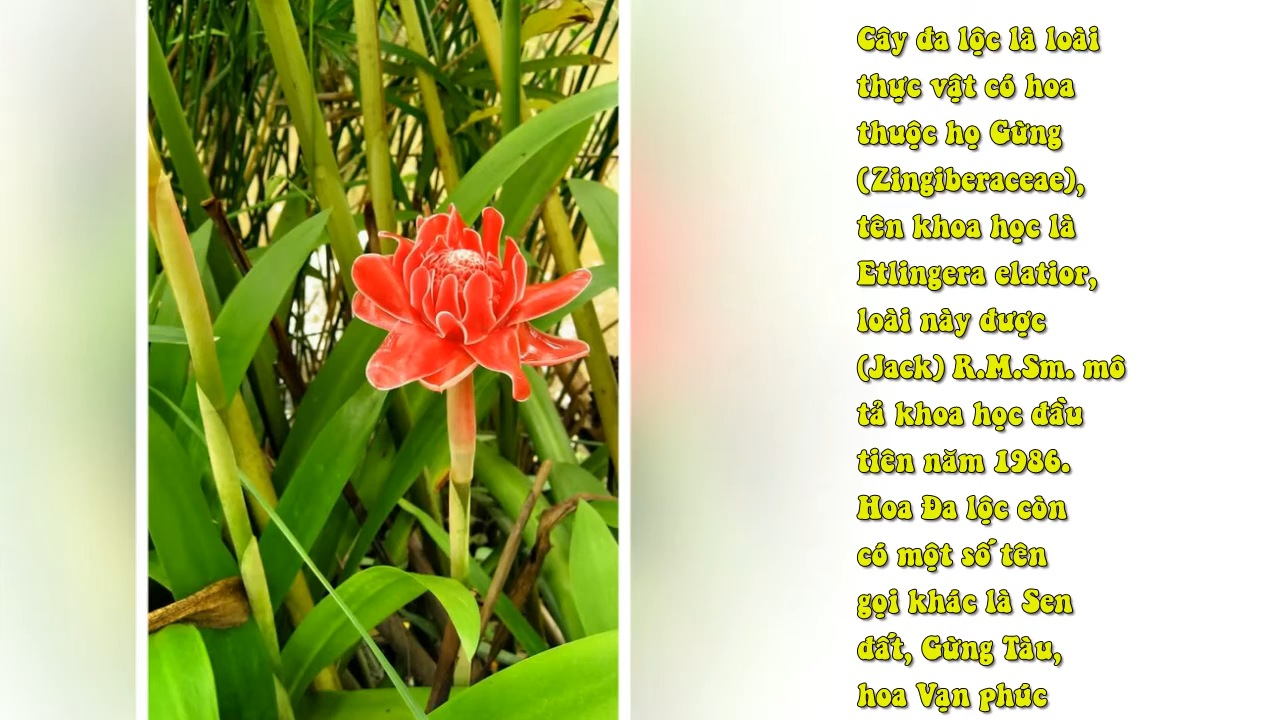 Cây đa lộc là loài
thực vật có hoa
thuộc họ Gừng
(Zingiberaceae),
tên khoa học là
Etlingera elatior,
loài này được
(Jack) R.M.Sm. mô
tả khoa học đầu
tiên năm 1986.
Hoa Đa lộc còn
có một số tên
gọi khác là Sen
đất, Gừng Tàu,
hoa Vạn phúc